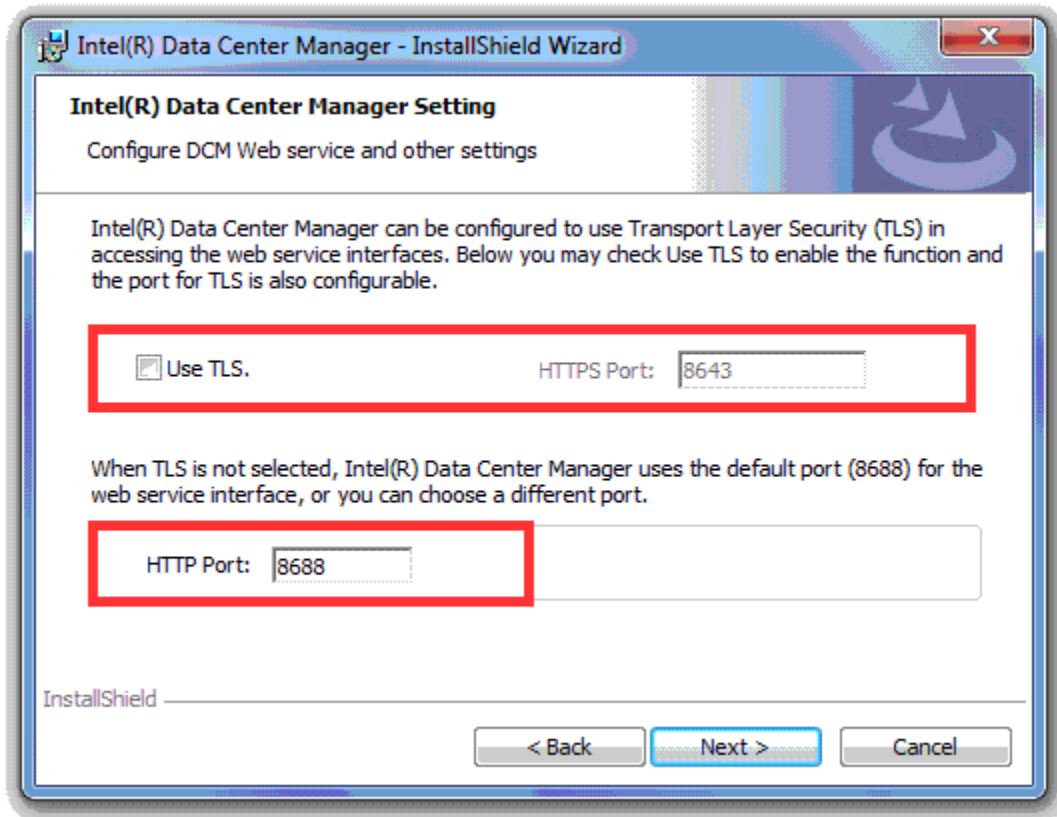 Intel(R) Data Center Manager - InstallShield Wizard
Intel(R) Data Center Manager Setting
Configure DCM Web service and other settings
Intel(R) Data Center Manager can be configured to use Transport Layer Security (TLS) in
accessing the web service interfaces. Below you may check Use TLS to enable the function and
the port for TLS is also configurable.
Use TLS. HTTPS Port: 8643
When TLS is not selected, Intel(R) Data Center Manager uses the default port (8688) for the
web service interface, or you can choose a different port.
HTTP Port: 8688
InstallShield
< Back Next > Cancel